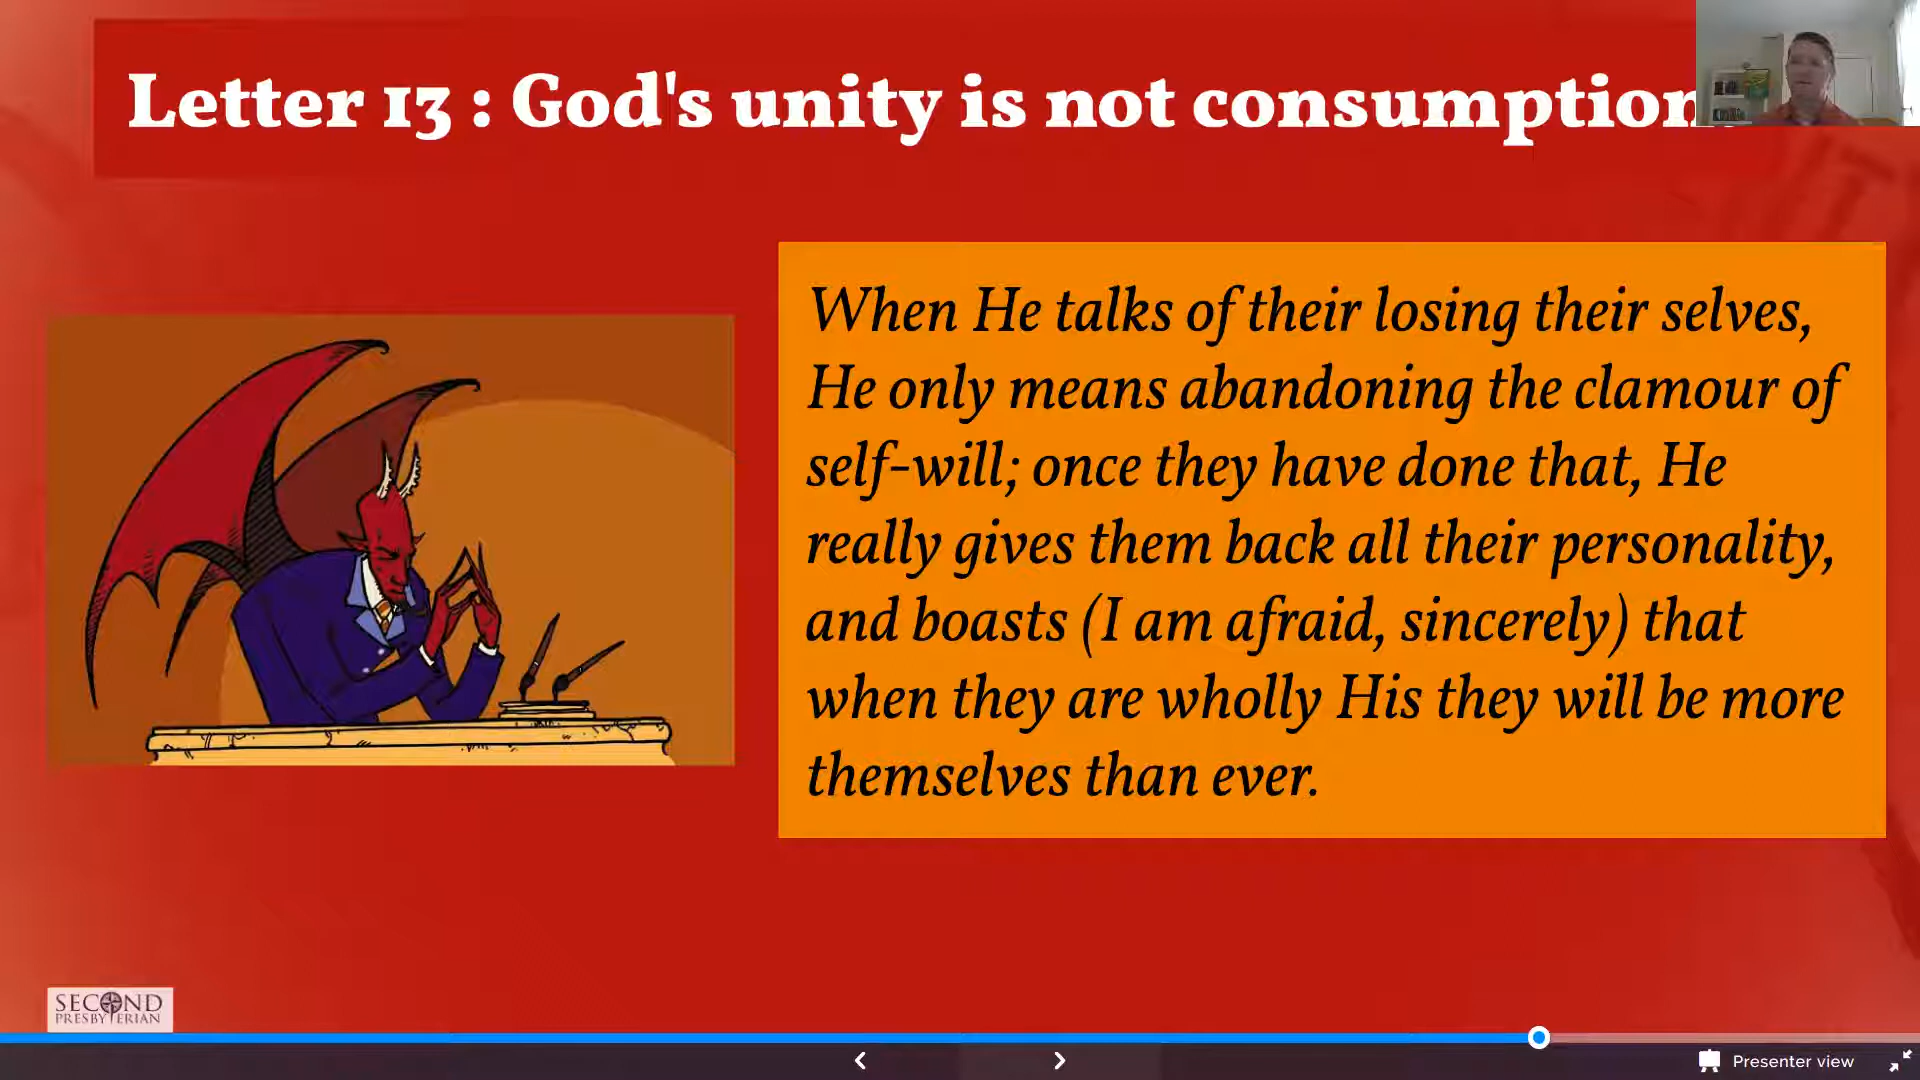 Letter 13 : God's unity is not consumption
When He talks of their losing their selves,
He only means abandoning the clamour of
self-will; once they have done that, He
really gives them back all their personality,
and boasts (I am afraid, sincerely) that
when they are wholly His they will be more
themselves than ever.
SECOND
PRESBYTERIAN
Presenter view